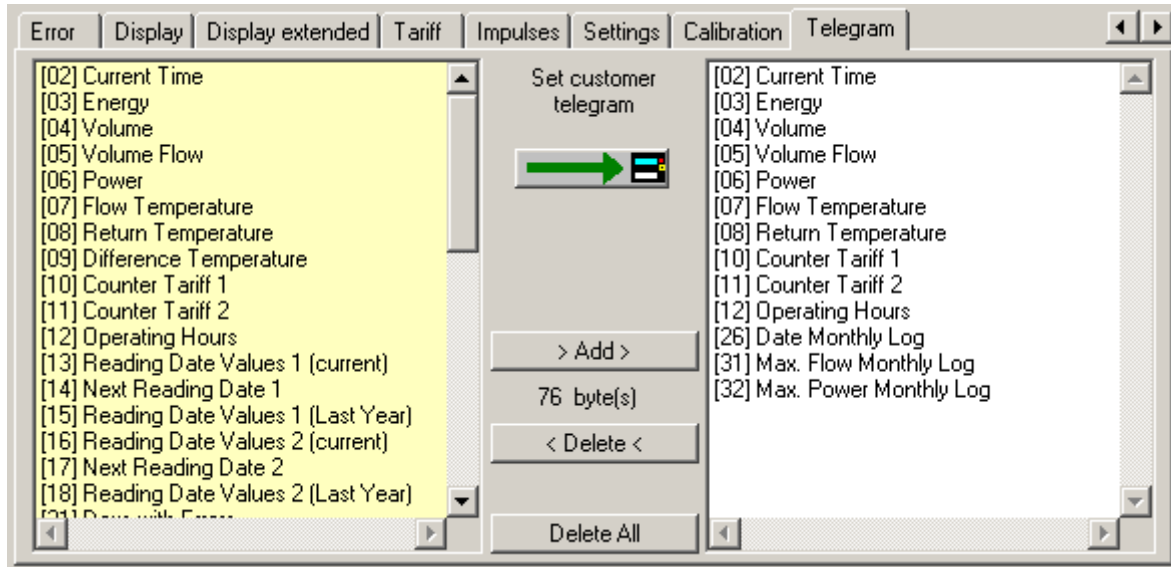 Error Display Display extended Tariff Impulses Settings Calibration Telegram
[02] Current Time
[03] Energy
[04] Volume
[05] Volume Flow
[06] Power
[07] Flow Temperature
[08] Return Temperature
[09] Difference Temperature
[10] Counter Tariff 1
[11] Counter Tariff 2
[12] Operating Hours
[13] Reading Date Values 1 (current)
[14] Next Reading Date 1
[15] Reading Date Values 1 (Last Year)
[16] Reading Date Values 2 (current)
[17] Next Reading Date 2
[18] Reading Date Values 2 (Last Year)
[21] Days with Errors
Set customer
telegram
> Add >
76 byte(s)
< Delete <
Delete All
[02] Current Time
[03] Energy
[04] Volume
[05] Volume Flow
[06] Power
[07] Flow Temperature
[08] Return Temperature
[10] Counter Tariff 1
[11] Counter Tariff 2
[12] Operating Hours
[26] Date Monthly Log
[31] Max. Flow Monthly Log
[32] Max. Power Monthly Log